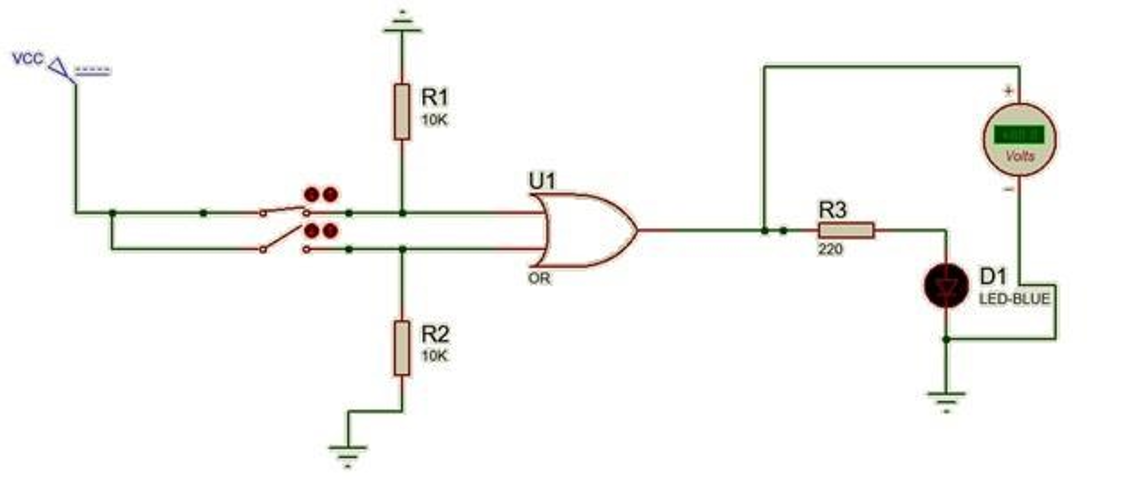 VCC
R1
10K
U1
OR
R2
10K
R3
220
+
Volts
−
D1
LED-BLUE